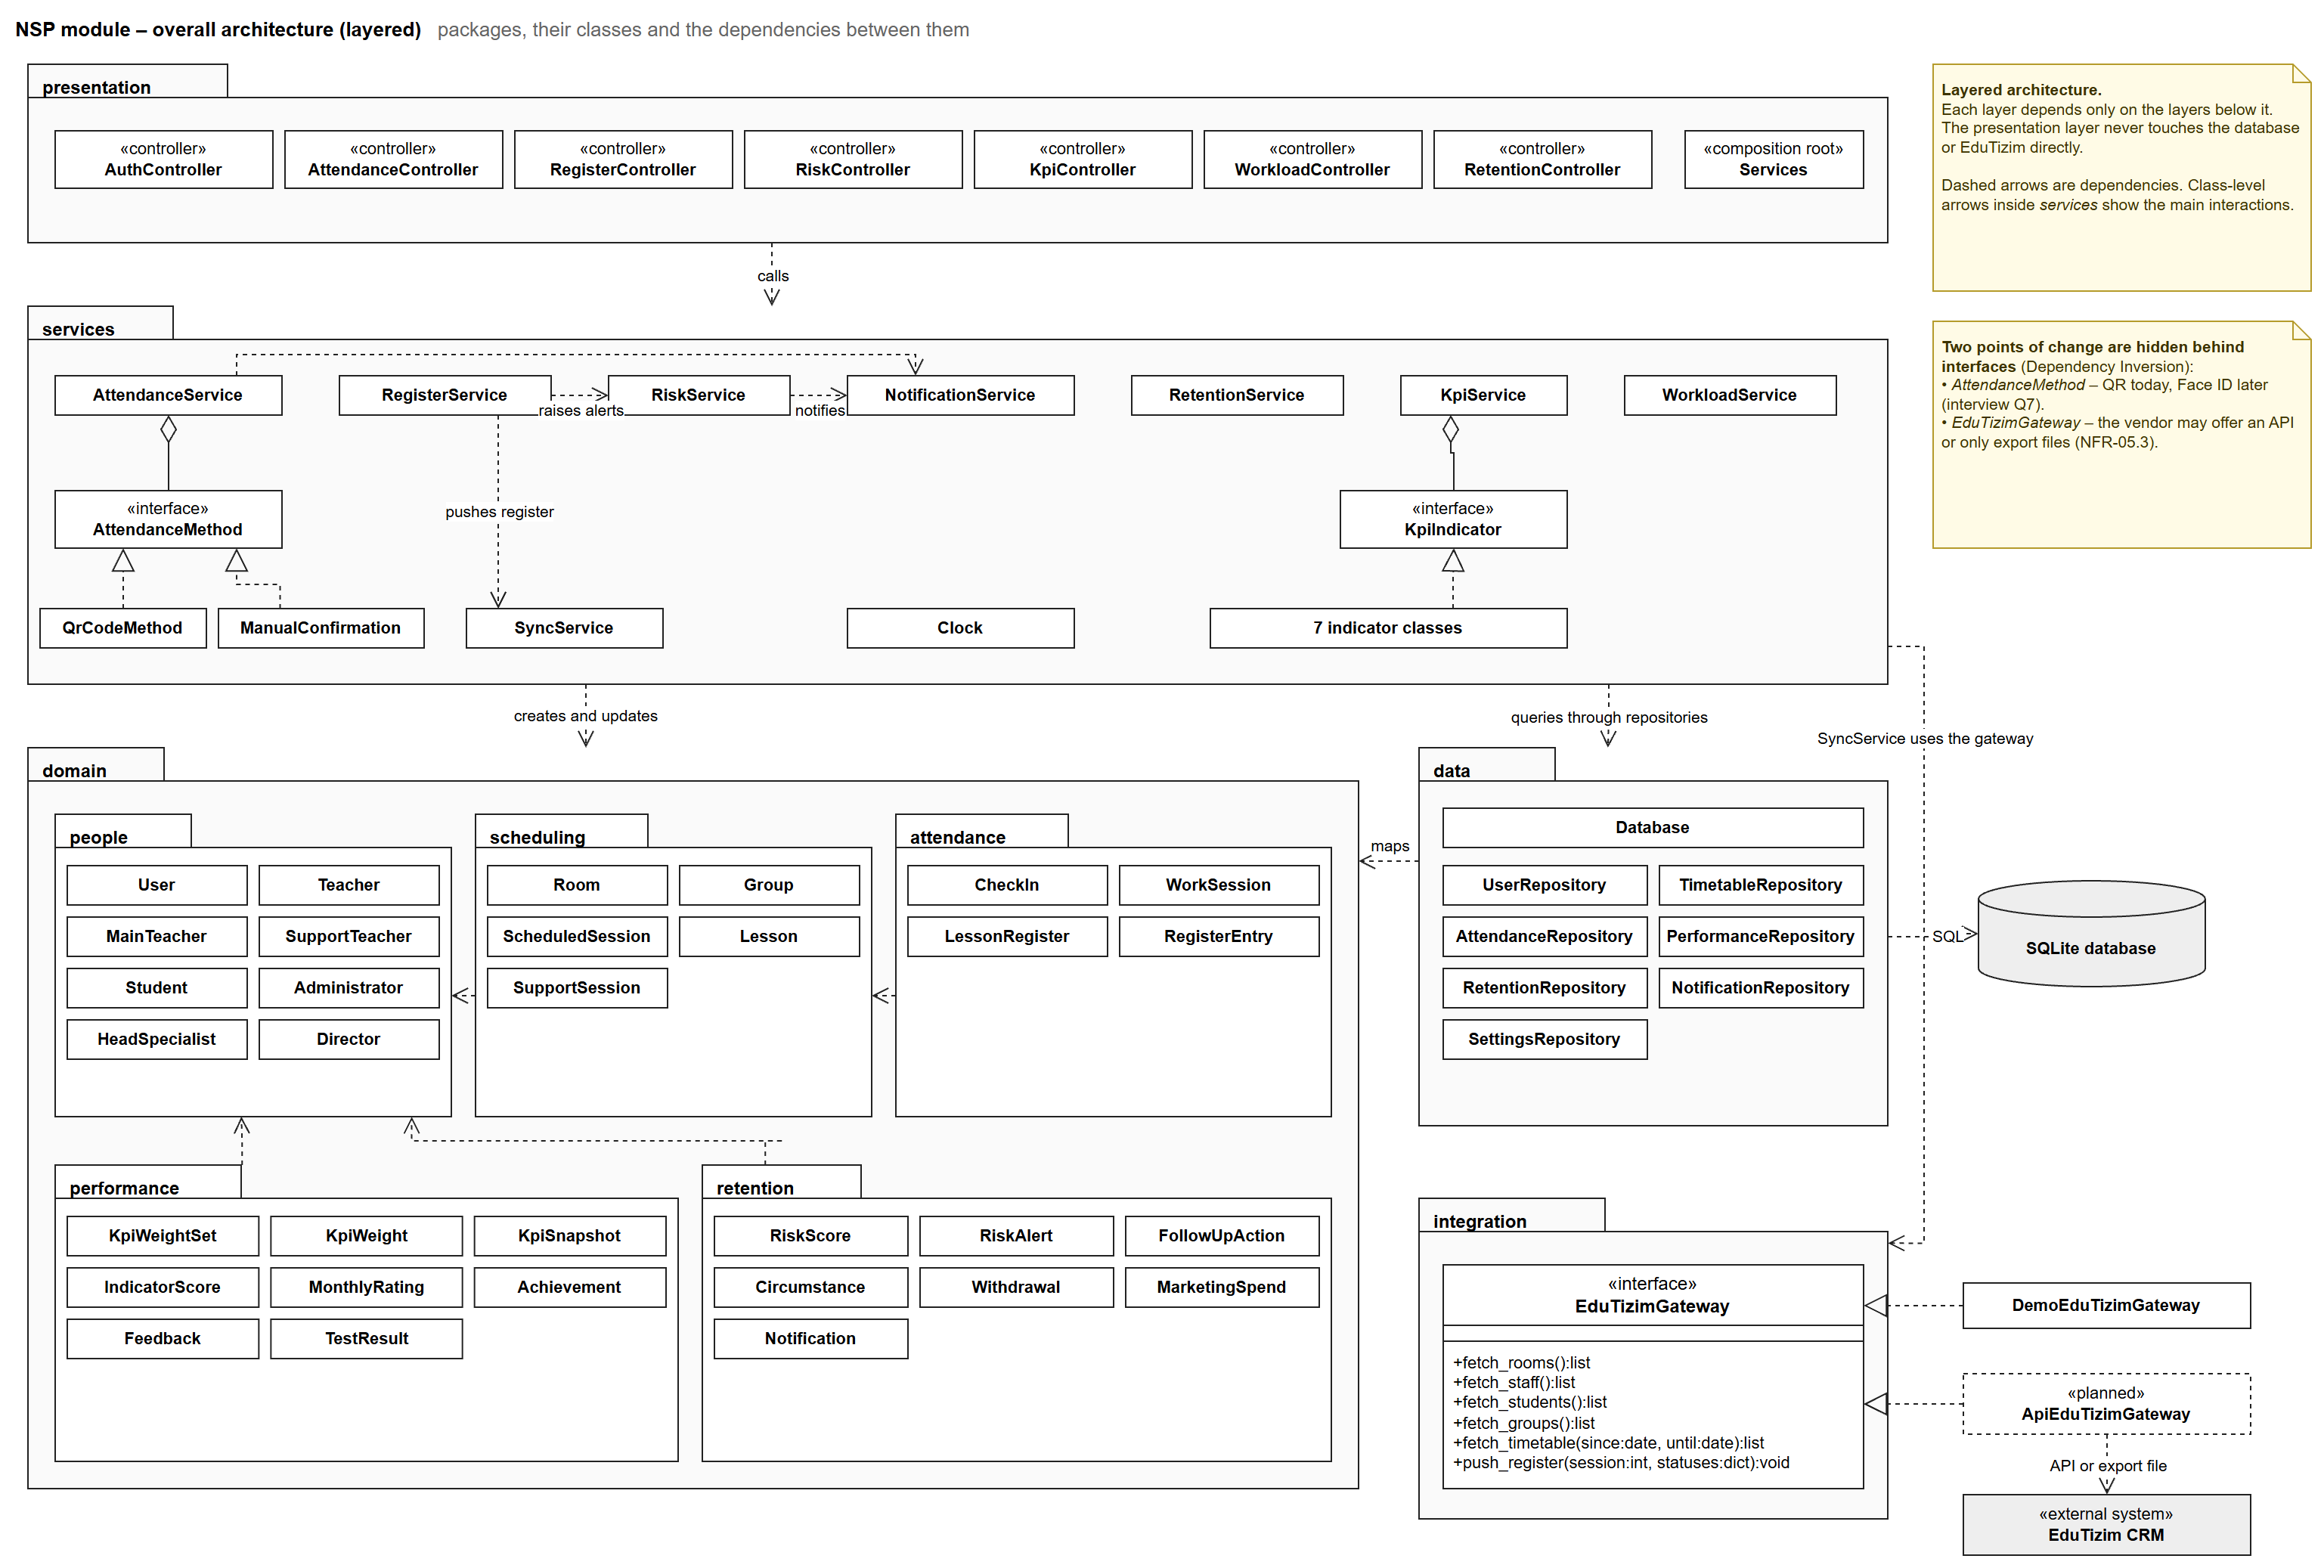 NSP module – overall architecture (layered) packages, their classes and the dependencies between them
presentation
«controller»
AuthController
«controller»
AttendanceController
«controller»
RegisterController
«controller»
RiskController
«controller»
KpiController
«controller»
WorkloadController
«controller»
RetentionController
«composition root»
Services
Layered architecture.
Each layer depends only on the layers below it.
The presentation layer never touches the database
or EduTizim directly.
Dashed arrows are dependencies. Class-level
arrows inside services show the main interactions.
calls
services
AttendanceService
RegisterService
raises alerts
RiskService
notifies
NotificationService
RetentionService
KpiService
WorkloadService
Two points of change are hidden behind
interfaces (Dependency Inversion):
• AttendanceMethod – QR today, Face ID later
(interview Q7).
• EduTizimGateway – the vendor may offer an API
or only export files (NFR-05.3).
«interface»
AttendanceMethod
pushes register
«interface»
KpiIndicator
QrCodeMethod
ManualConfirmation
SyncService
Clock
7 indicator classes
creates and updates
queries through repositories
SyncService uses the gateway
domain
people
User
Teacher
MainTeacher
SupportTeacher
Student
Administrator
HeadSpecialist
Director
scheduling
Room
Group
ScheduledSession
Lesson
SupportSession
attendance
CheckIn
WorkSession
LessonRegister
RegisterEntry
maps
data
Database
UserRepository
TimetableRepository
AttendanceRepository
PerformanceRepository
RetentionRepository
NotificationRepository
SettingsRepository
SQL
SQLite database
performance
KpiWeightSet
KpiWeight
KpiSnapshot
IndicatorScore
MonthlyRating
Achievement
Feedback
TestResult
retention
RiskScore
RiskAlert
FollowUpAction
Circumstance
Withdrawal
MarketingSpend
Notification
integration
«interface»
EduTizimGateway
+fetch_rooms():list
+fetch_staff():list
+fetch_students():list
+fetch_groups():list
+fetch_timetable(since:date, until:date):list
+push_register(session:int, statuses:dict):void
DemoEduTizimGateway
«planned»
ApiEduTizimGateway
API or export file
«external system»
EduTizim CRM